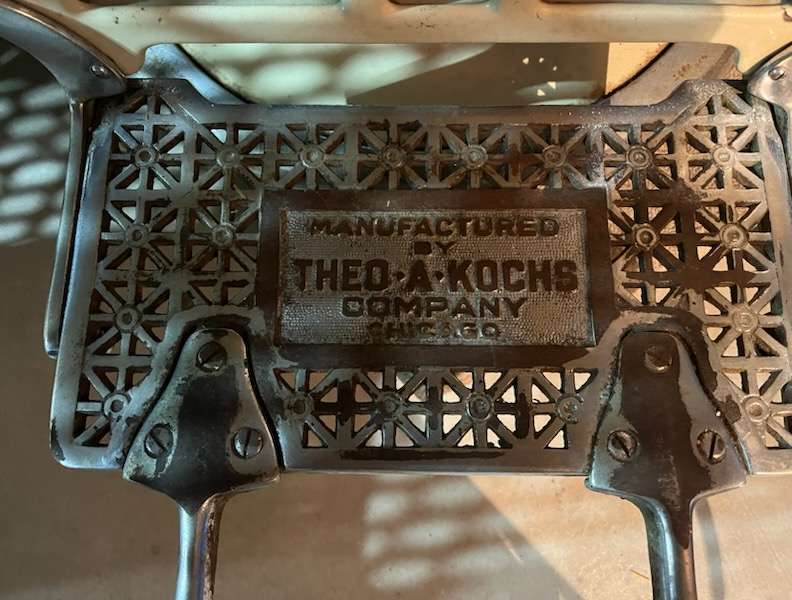 MANUFACTURED
BY
THEO·A·KOCHS
COMPANY
CHICAGO